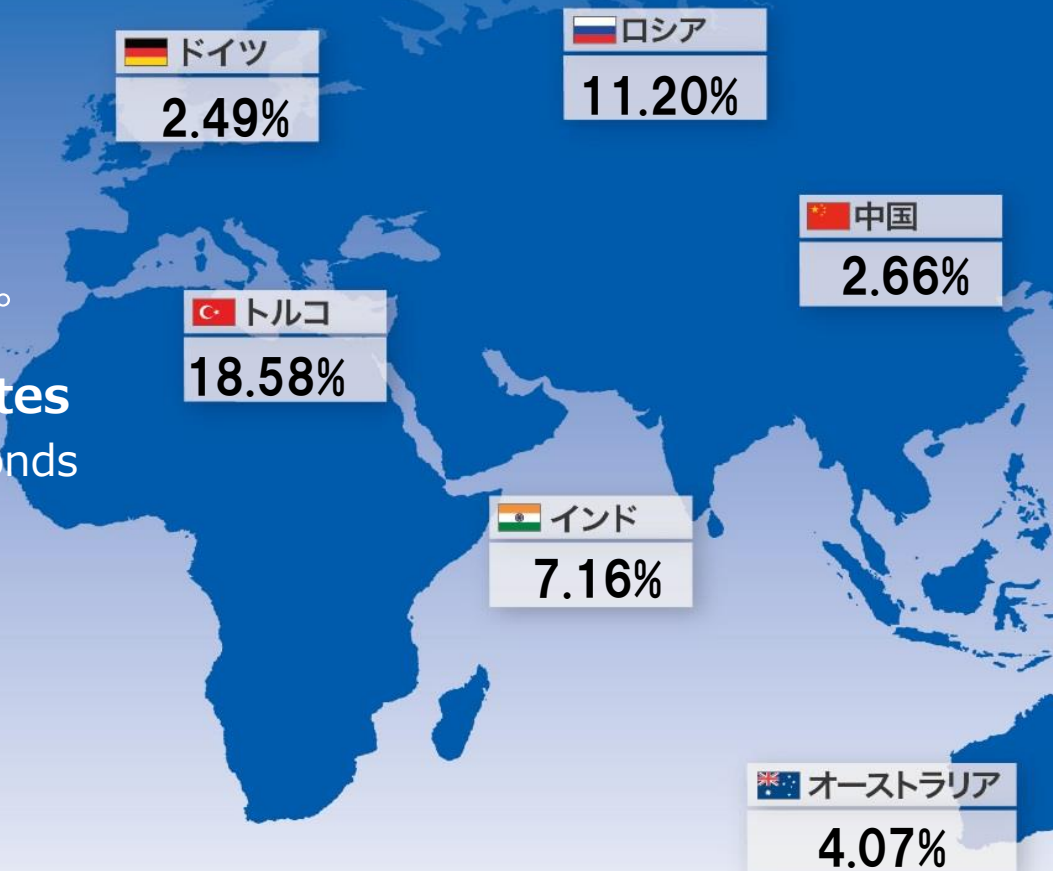 ドイツ
2.49%
ロシア
11.20%
中国
2.66%
。
トルコ
18.58%
tes
onds
インド
7.16%
オーストラリア
4.07%